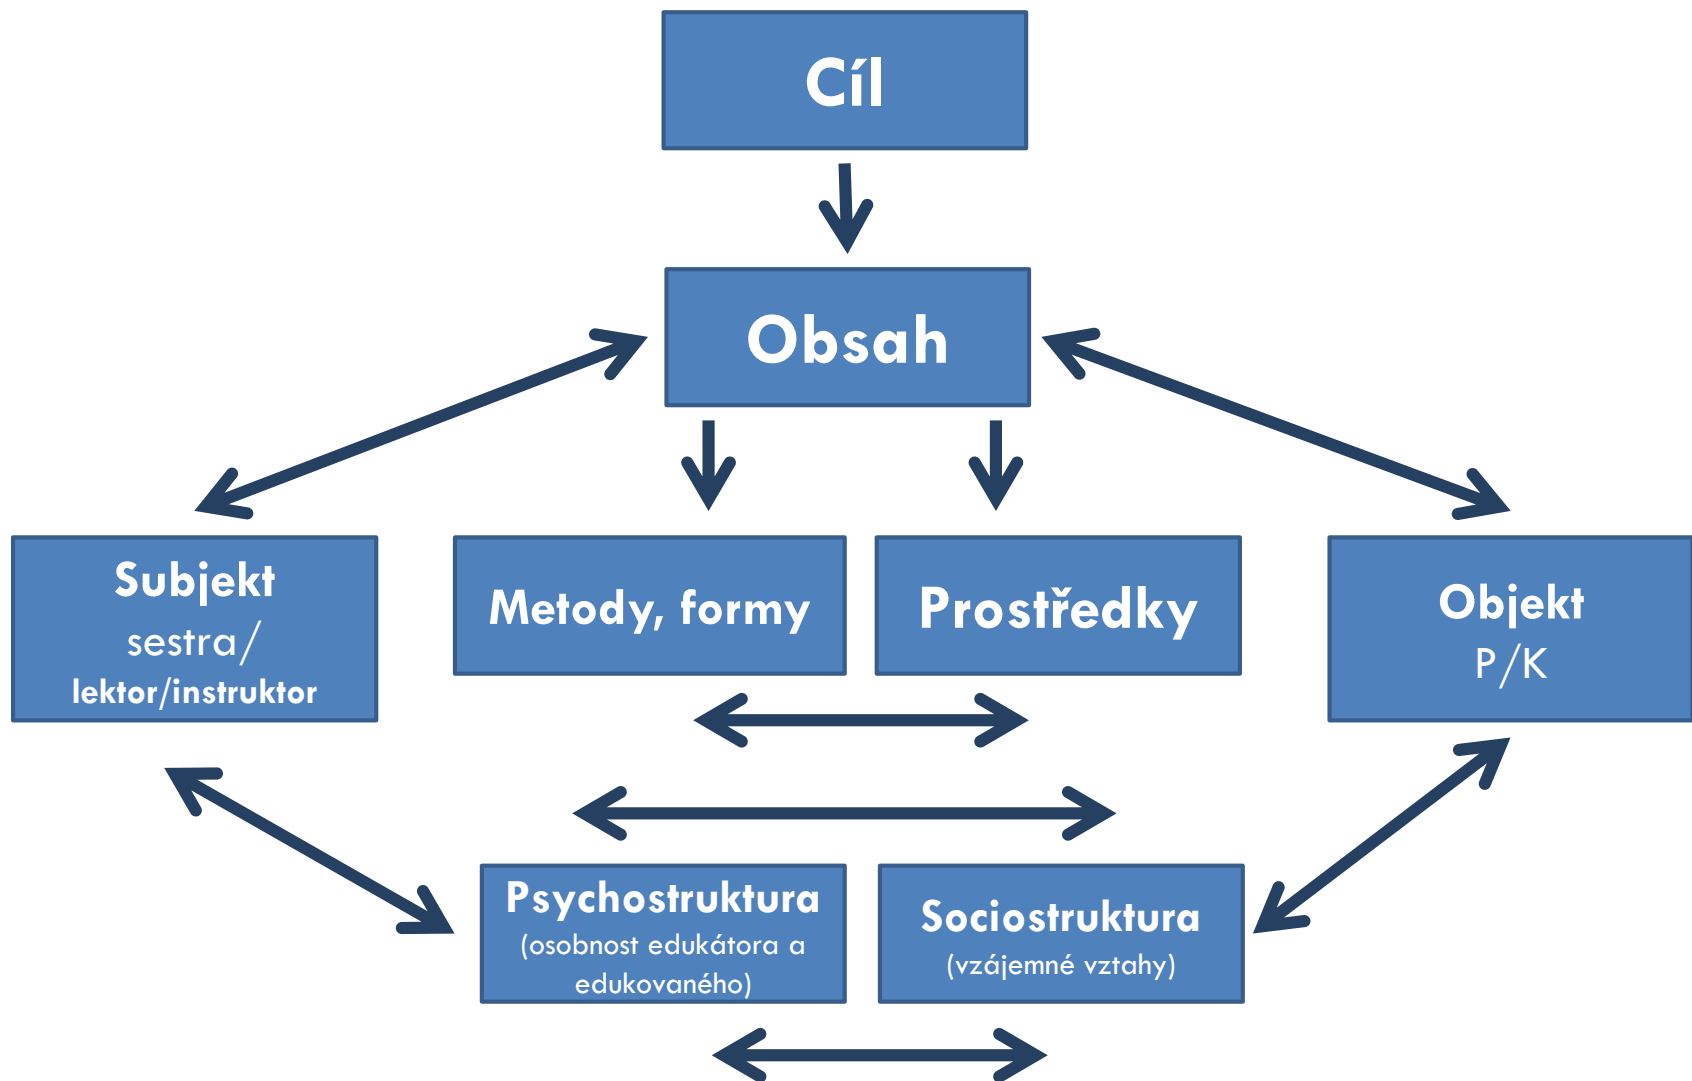 Cíl
Obsah
Subjekt
sestra/
lektor/instruktor
Metody, formy
Prostředky
Objekt
P/K
Psychostruktura
(osobnost edukátora a
edukovaného)
Sociostruktura
(vzájemné vztahy)